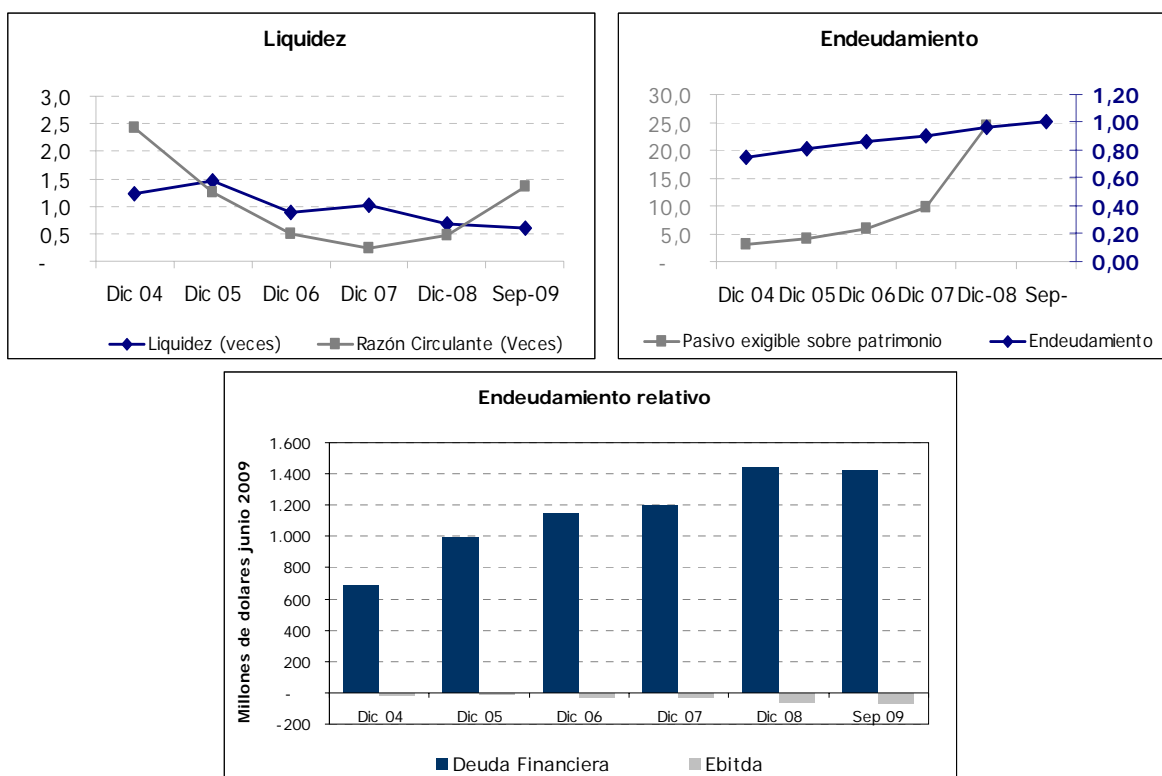 Liquidez
3,0
2,5
2,0
1,5
1,0
0,5
-
Dic 04 Dic 05 Dic 06 Dic 07 Dic-08 Sep-09
Liquidez (veces) Razón Circulante (Veces)
Endeudamiento
30,0 1,20
25,0 1,00
20,0 0,80
15,0 0,60
10,0 0,40
5,0 0,20
- 0,00
Dic 04 Dic 05 Dic 06 Dic 07 Dic-08 Sep-
Pasivo exigible sobre patrimonio Endeudamiento
Endeudamiento relativo
Millones de dolares junio 2009
1.600
1.400
1.200
1.000
800
600
400
200
-
-200
Dic 04 Dic 05 Dic 06 Dic 07 Dic 08 Sep 09
Deuda Financiera Ebitda